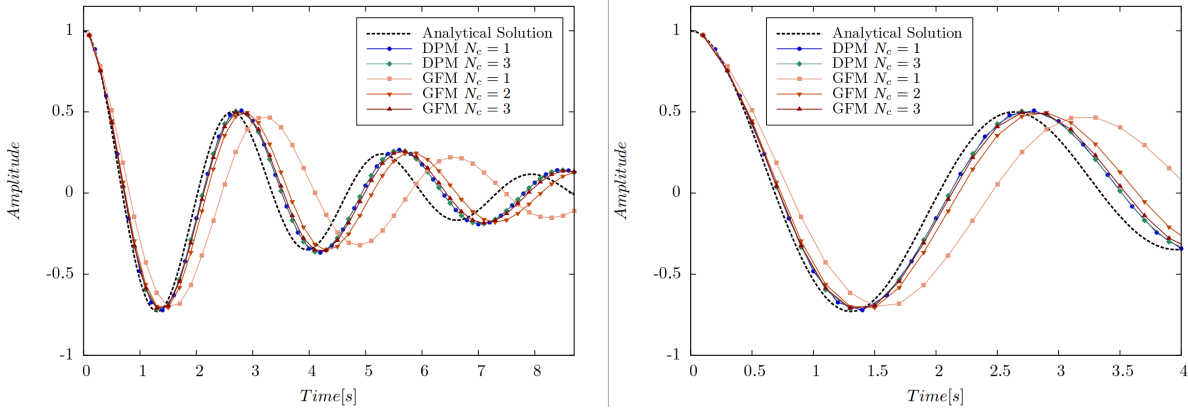 Amplitude
1
0.5
0
-0.5
-1
Analytical Solution
DPM N_c = 1
DPM N_c = 3
GFM N_c = 1
GFM N_c = 2
GFM N_c = 3
0 1 2 3 4 5 6 7 8
Time[s]
Amplitude
1
0.5
0
-0.5
-1
Analytical Solution
DPM N_c = 1
DPM N_c = 3
GFM N_c = 1
GFM N_c = 2
GFM N_c = 3
0 0.5 1 1.5 2 2.5 3 3.5 4
Time[s]